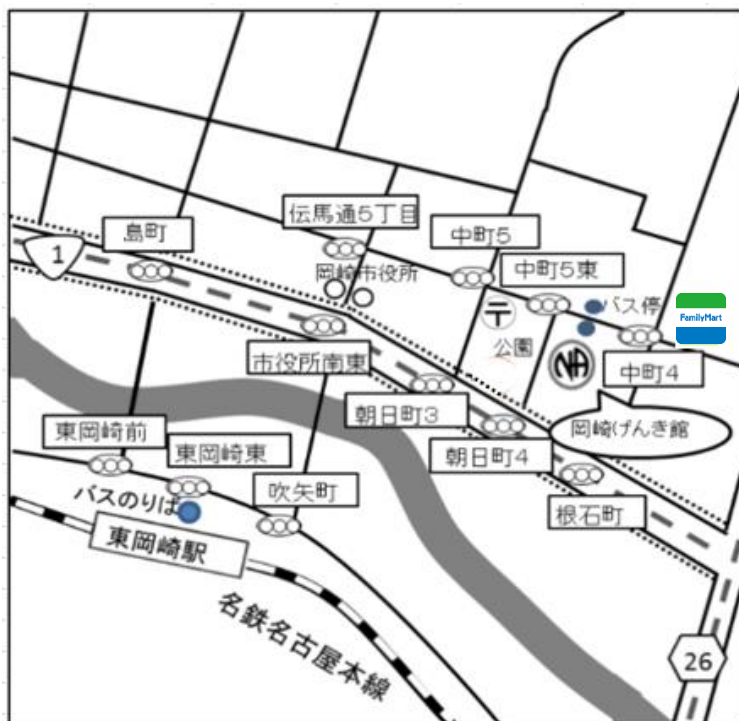 伝馬通5丁目
島町
中町5
1
中町5東
岡崎市役所
バス停
FamilyMart
〒
公園
市役所南東
中町4
朝日町3
岡崎げんき館
東岡崎前
朝日町4
東岡崎東
吹矢町
バスのりば
根石町
東岡崎駅
名鉄名古屋本線
26